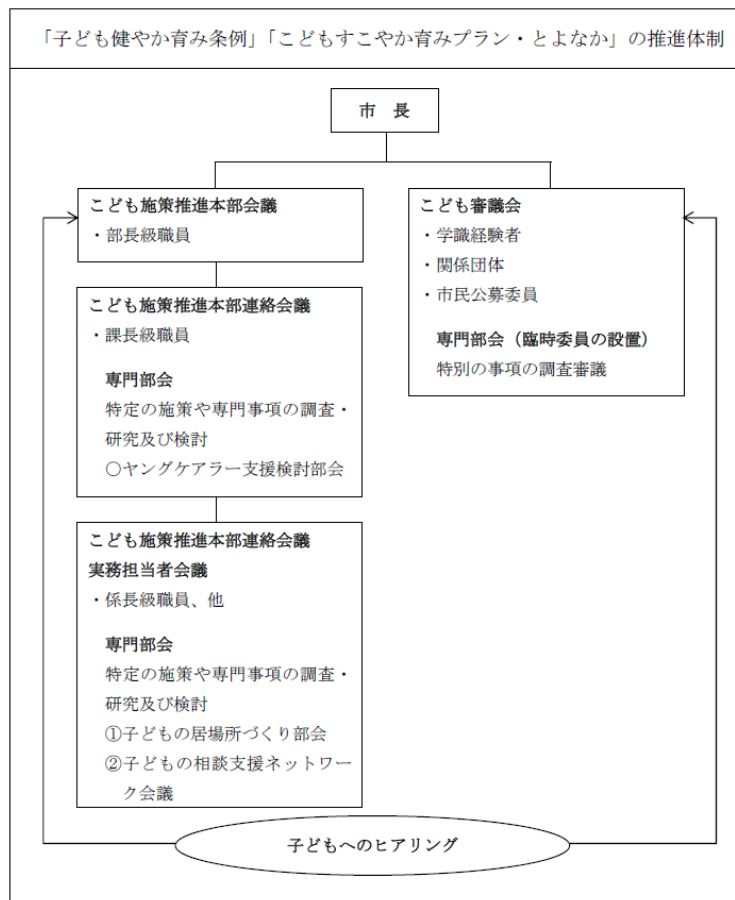 「子ども健やか育み条例」「こどもすこやか育みプラン・とよなか」の推進体制
市 長
こども施策推進本部会議
・部長級職員
こども施策推進本部連絡会議
・課長級職員
専門部会
特定の施策や専門事項の調査・
研究及び検討
○ヤングケアラー支援検討部会
こども施策推進本部連絡会議
実務担当者会議
・係長級職員、他
専門部会
特定の施策や専門事項の調査・
研究及び検討
①子どもの居場所づくり部会
②子どもの相談支援ネットワー
ク会議
こども審議会
・学識経験者
・関係団体
・市民公募委員
専門部会（臨時委員の設置）
特別の事項の調査審議
子どもへのヒアリング